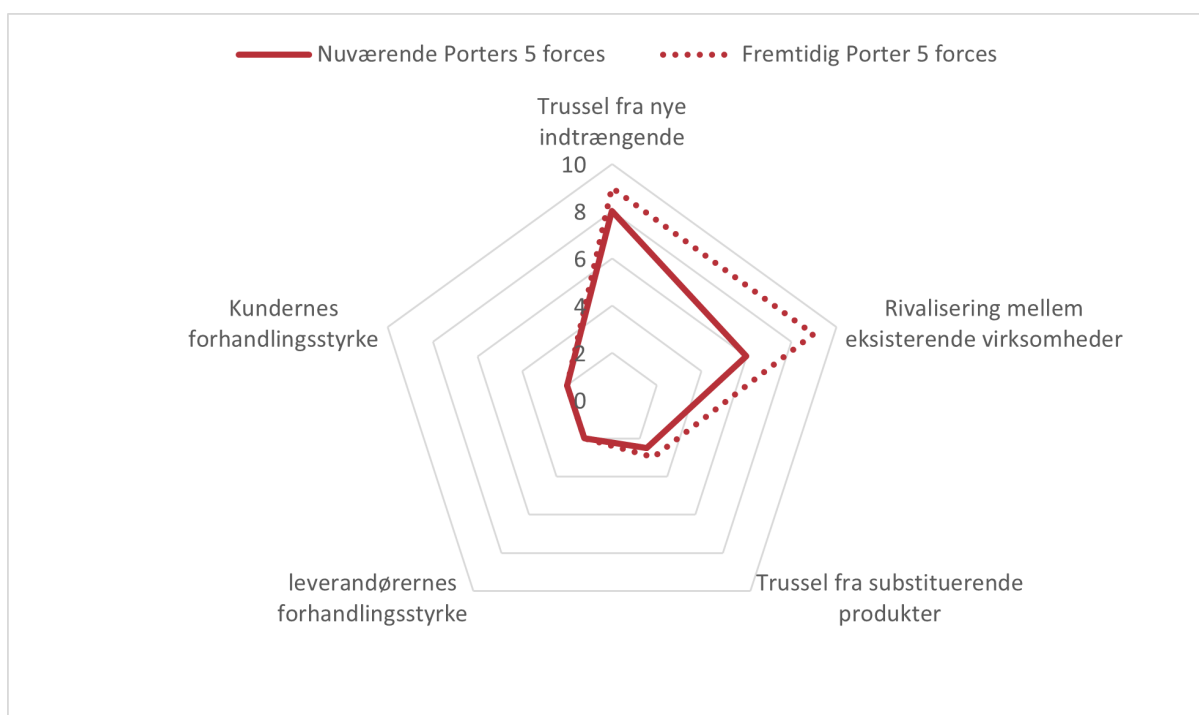 Nuværende Porters 5 forces
Fremtidig Porter 5 forces
Trussel fra nye
indtrængende
10
8
6
4
2
0
Kundernes
forhandlingsstyrke
Rivalisering mellem
eksisterende virksomheder
leverandørernes
forhandlingsstyrke
Trussel fra substituerende
produkter